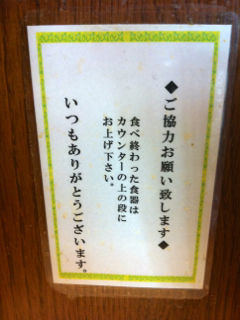 ◆ご協力お願い致します◆
食べ終わった食器は
カウンターの上の段に
お上げ下さい。
いつもありがとうございます。